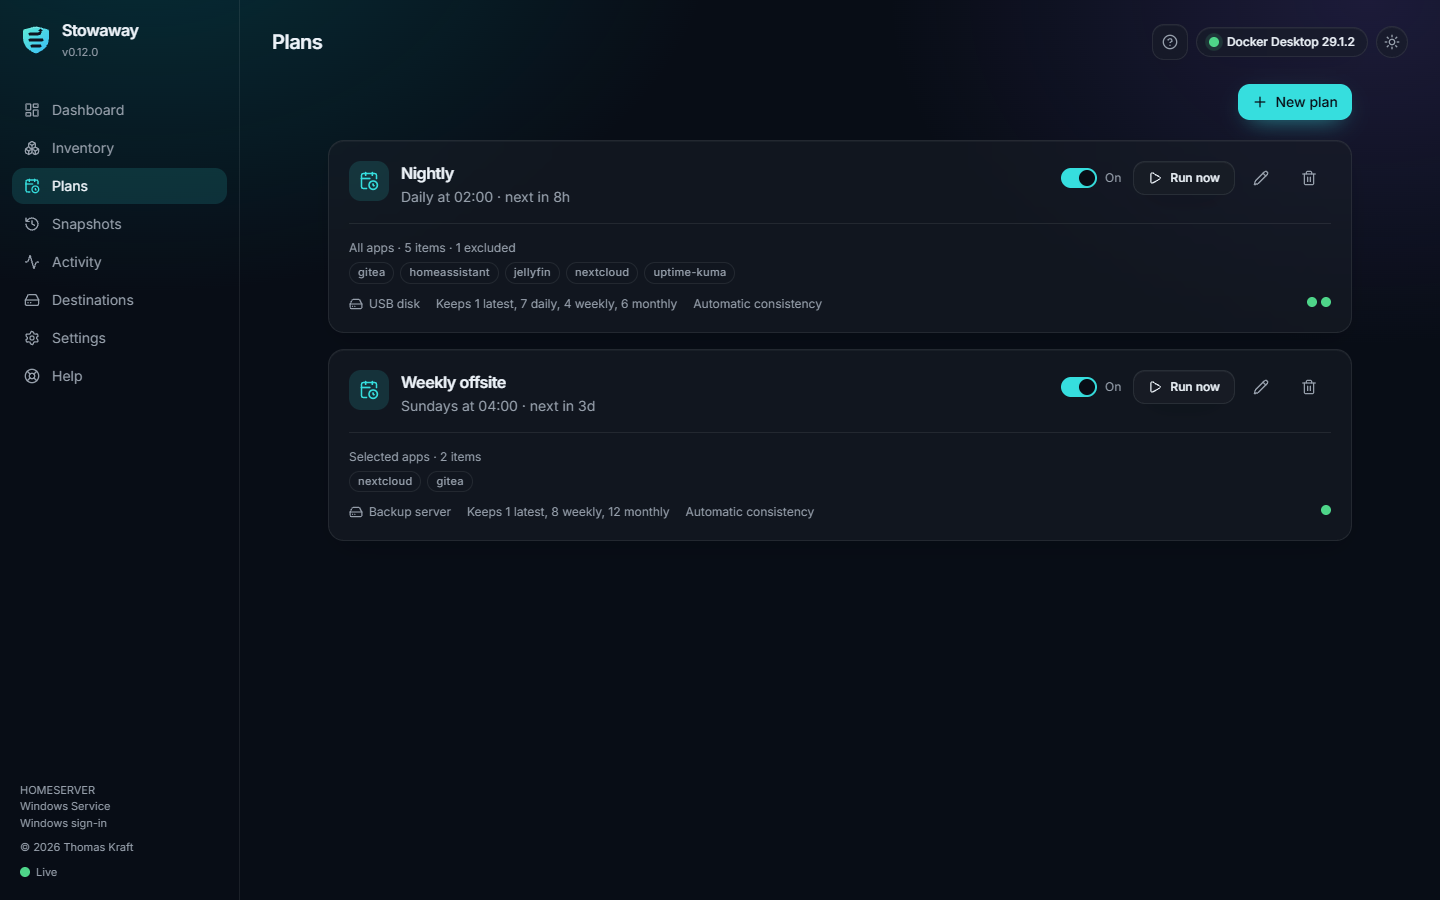 Stowaway
v0.12.0
Dashboard
Inventory
Plans
Snapshots
Activity
Destinations
Settings
Help
HOMESERVER
Windows Service
Windows sign-in
© 2026 Thomas Kraft
Live
Plans
Docker Desktop 29.1.2
New plan
Nightly
Daily at 02:00 · next in 8h
On
Run now
All apps · 5 items · 1 excluded
gitea homeassistant jellyfin nextcloud uptime-kuma
USB disk Keeps 1 latest, 7 daily, 4 weekly, 6 monthly Automatic consistency
Weekly offsite
Sundays at 04:00 · next in 3d
On
Run now
Selected apps · 2 items
nextcloud gitea
Backup server Keeps 1 latest, 8 weekly, 12 monthly Automatic consistency